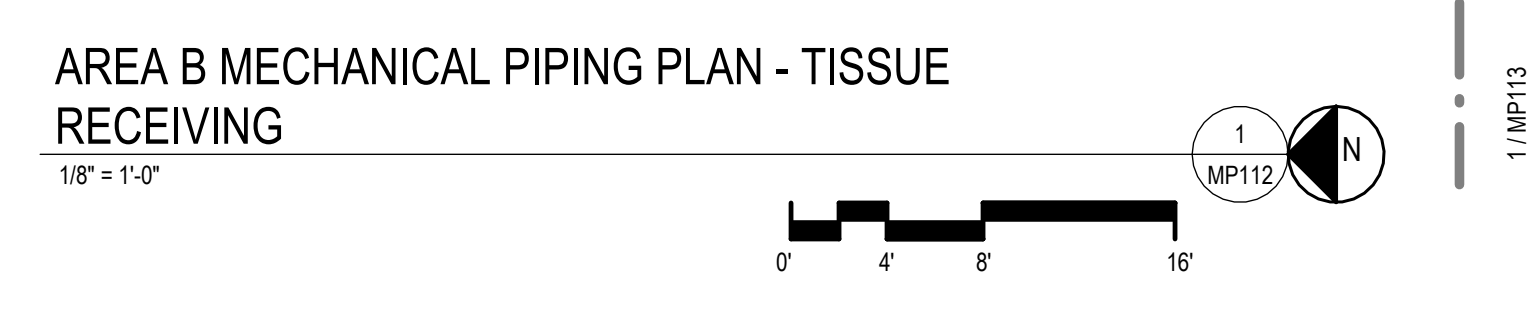 AREA B MECHANICAL PIPING PLAN - TISSUE
RECEIVING
1/8" = 1'-0"
1
MP112
N
0' 4' 8' 16'
1 / MP113